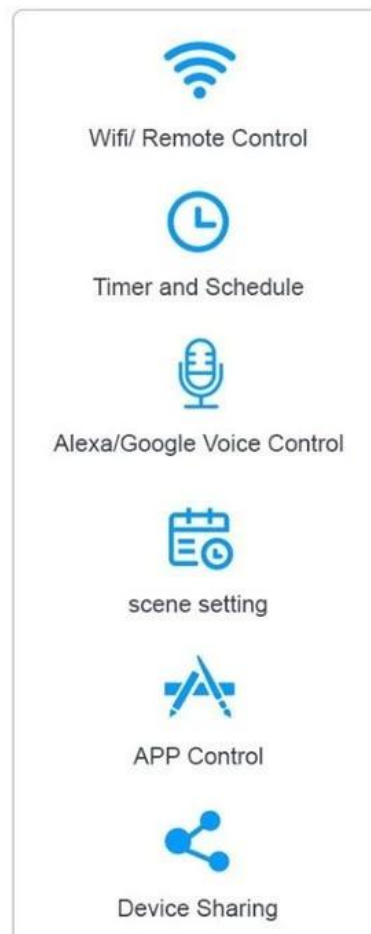 Wifi/ Remote Control
Timer and Schedule
Alexa/Google Voice Control
scene setting
APP Control
Device Sharing